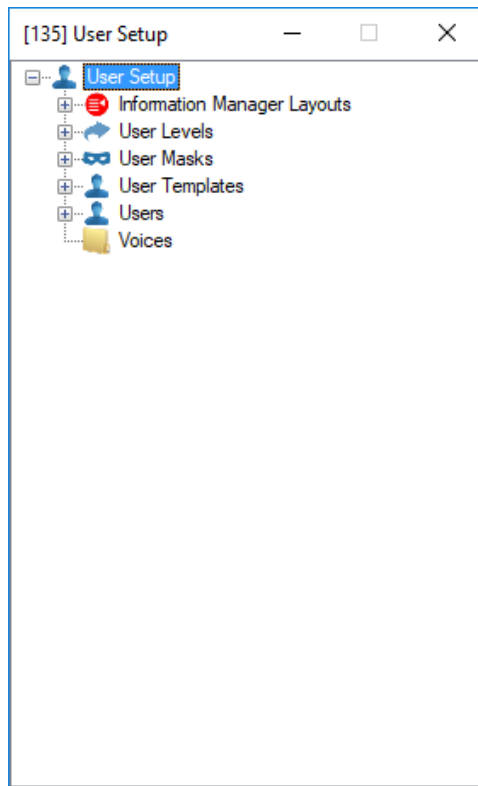 [135] User Setup
User Setup
Information Manager Layouts
User Levels
User Masks
User Templates
Users
Voices